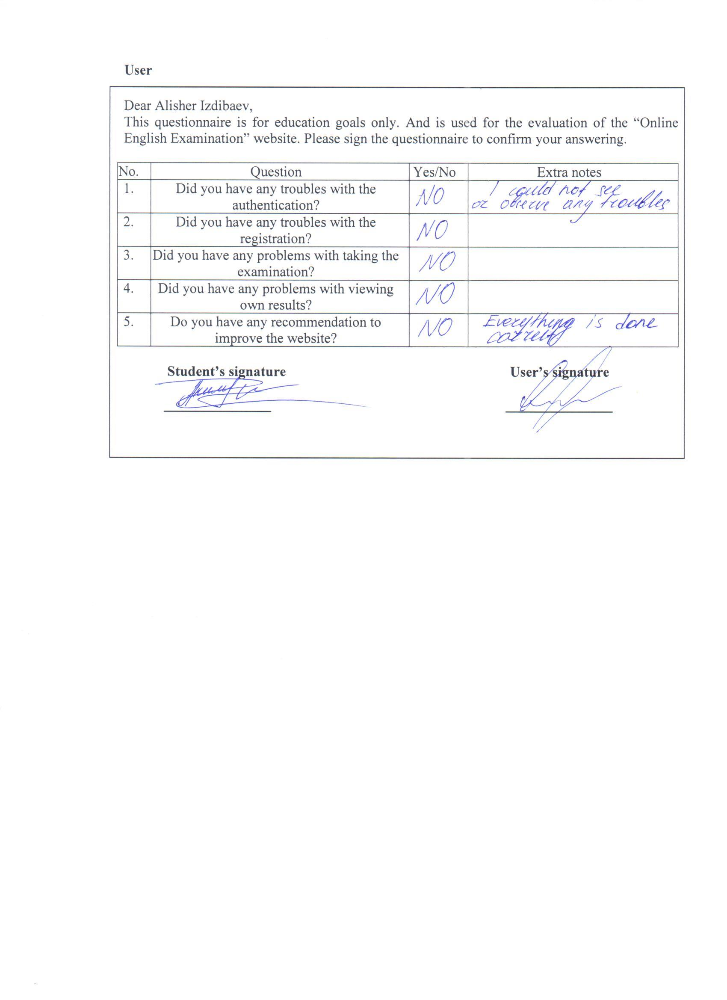 User
Dear Alisher Izdibaev,
This questionnaire is for education goals only. And is used for the evaluation of the “Online
English Examination” website. Please sign the questionnaire to confirm your answering.
No. Question Yes/No Extra notes
1. Did you have any troubles with the authentication? NO I could not see
or observe any troubles
2. Did you have any troubles with the registration? NO
3. Did you have any problems with taking the examination? NO
4. Did you have any problems with viewing own results? NO
5. Do you have any recommendation to improve the website? NO Everything is done
Student’s signature User’s signature